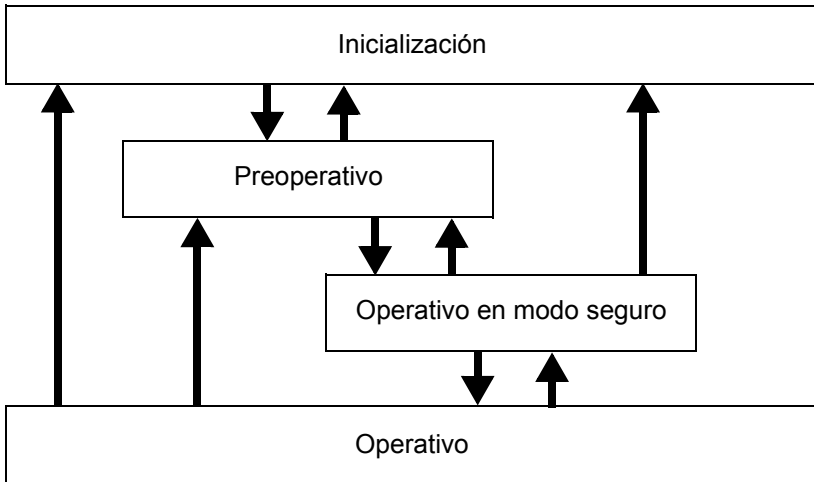 Inicialización
Preoperativo
Operativo en modo seguro
Operativo